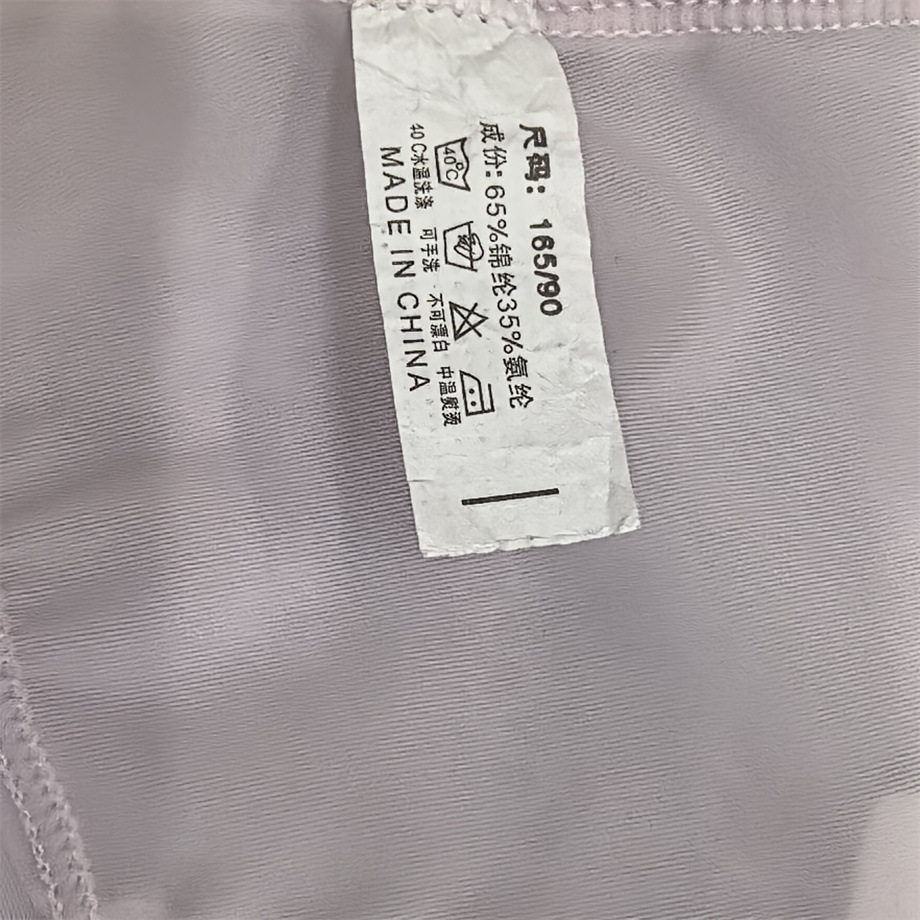 尺码：165/90
成份：65%锦纶35%氨纶
40℃
40℃水温洗涤 可手洗 不可漂白 中温熨烫
MADE IN CHINA